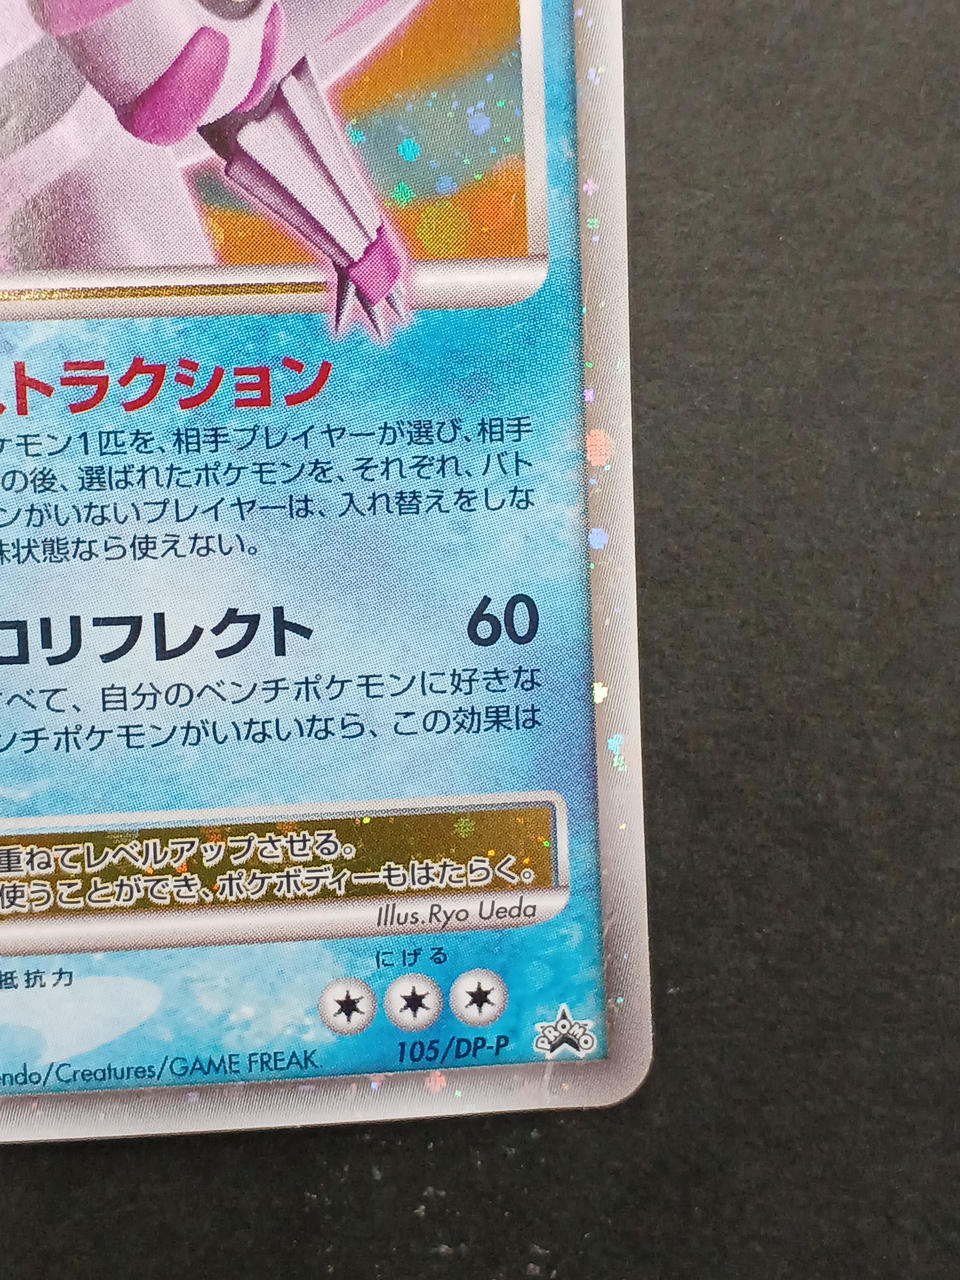 ストラクション
ケモン1匹を、相手プレイヤーが選び、相手
の後、選ばれたポケモンを、それぞれ、バト
ンがいないプレイヤーは、入れ替えをしな
殊状態なら使えない。
ロリフレクト 60
すべて、自分のベンチポケモンに好きな
ンチポケモンがいないなら、この効果は
重ねてレベルアップさせる。
使うことができ、ポケボディーもはたらく。
Illus.Ryo Ueda
抵抗力 にげる
105/DP-P PROMO
endo/Creatures/GAME FREAK.